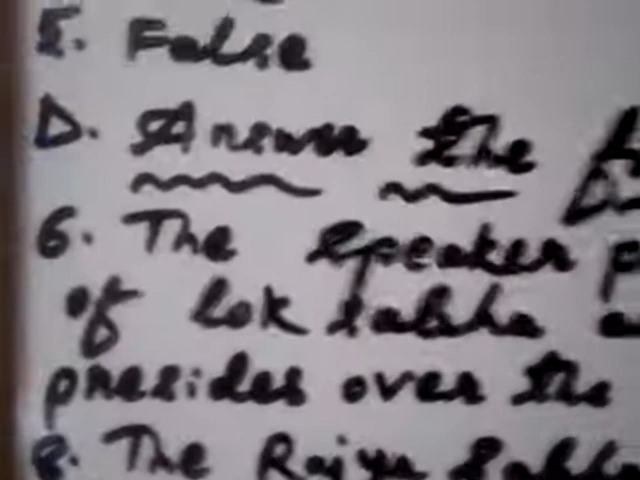 5. False
D. Answer the
6. The Speaker
of Lok Sabha
presides over the
8. The Rajya Sabha